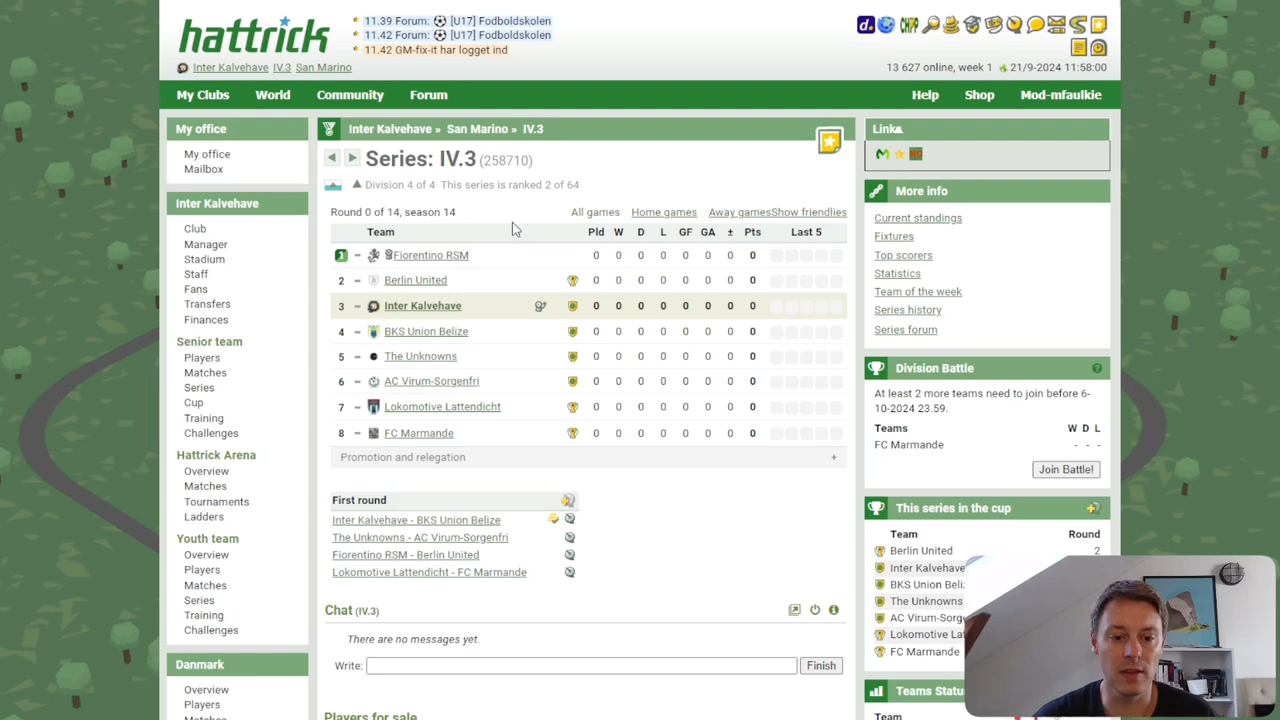 hattrick
11.39 Forum: [U17] Fodboldskolen
11.42 Forum: [U17] Fodboldskolen
11.42 GM-fix-it har logget ind
CHPP
Inter Kalvehave IV.3 San Marino
13 627 online, week 1 21/9-2024 11:58:00
My Clubs World Community Forum Help Shop Mod-mfaulkie
My office
My office
Mailbox
Inter Kalvehave
Club
Manager
Stadium
Staff
Fans
Transfers
Finances
Senior team
Players
Matches
Series
Cup
Training
Challenges
Hattrick Arena
Overview
Matches
Tournaments
Ladders
Youth team
Overview
Players
Matches
Series
Training
Challenges
Danmark
Overview
Players
Inter Kalvehave » San Marino » IV.3
Series: IV.3 (258710)
Division 4 of 4 This series is ranked 2 of 64
Round 0 of 14, season 14 All games Home games Away games Show friendlies
Team Pld W D L GF GA ± Pts Last 5
1 Fiorentino RSM 0 0 0 0 0 0 0 0
2 Berlin United 0 0 0 0 0 0 0 0
3 Inter Kalvehave 0 0 0 0 0 0 0 0
4 BKS Union Belize 0 0 0 0 0 0 0 0
5 The Unknowns 0 0 0 0 0 0 0 0
6 AC Virum-Sorgenfri 0 0 0 0 0 0 0 0
7 Lokomotive Lattendicht 0 0 0 0 0 0 0 0
8 FC Marmande 0 0 0 0 0 0 0 0
Promotion and relegation +
First round
Inter Kalvehave - BKS Union Belize
The Unknowns - AC Virum-Sorgenfri
Fiorentino RSM - Berlin United
Lokomotive Lattendicht - FC Marmande
Chat (IV.3)
There are no messages yet.
Write: Finish
Players for sale
Links
More info
Current standings
Fixtures
Top scorers
Statistics
Team of the week
Series history
Series forum
Division Battle
At least 2 more teams need to join before 6-
10-2024 23.59.
Teams W D L
FC Marmande - - -
Join Battle!
This series in the cup
Team Round
Berlin United 2
Inter Kalvehave
BKS Union Beli
The Unknowns
AC Virum-Sorge
Lokomotive Lat
FC Marmande
Teams Statu
Team